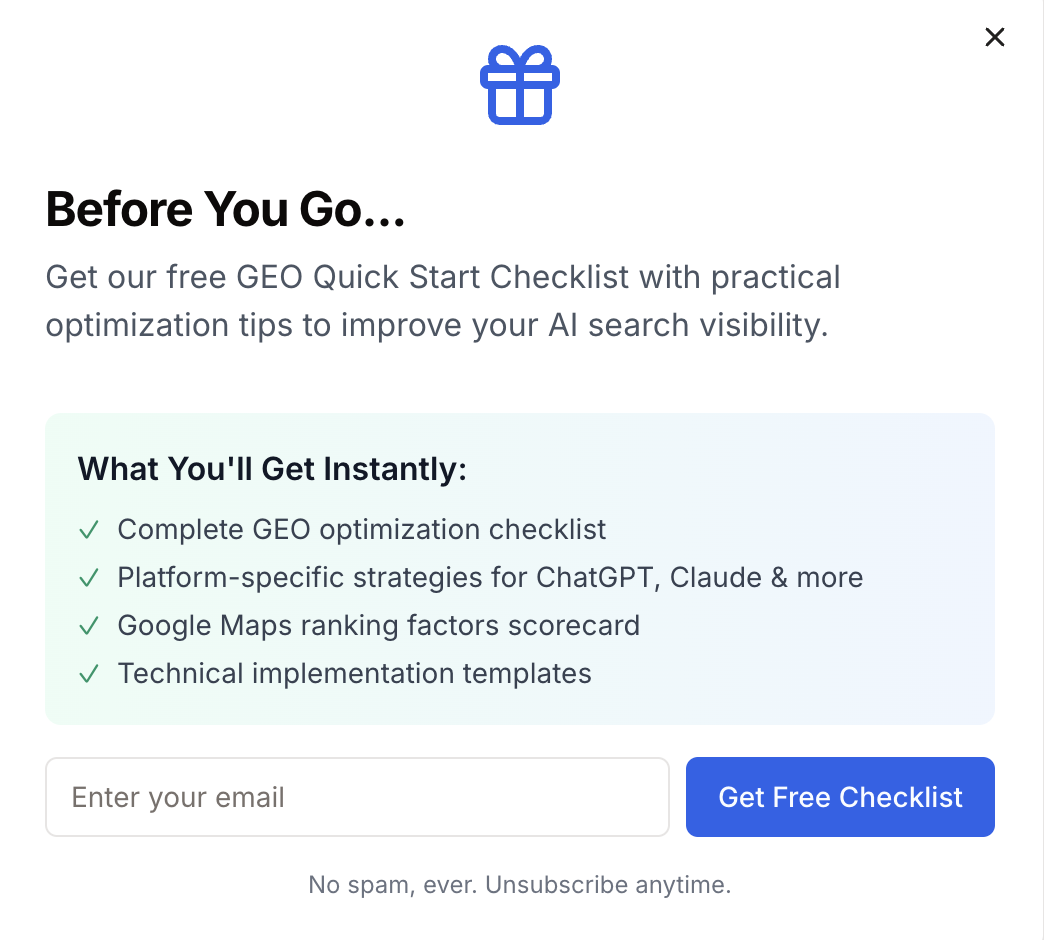 Before You Go...
Get our free GEO Quick Start Checklist with practical
optimization tips to improve your AI search visibility.
What You'll Get Instantly:
Complete GEO optimization checklist
Platform-specific strategies for ChatGPT, Claude & more
Google Maps ranking factors scorecard
Technical implementation templates
Enter your email
Get Free Checklist
No spam, ever. Unsubscribe anytime.